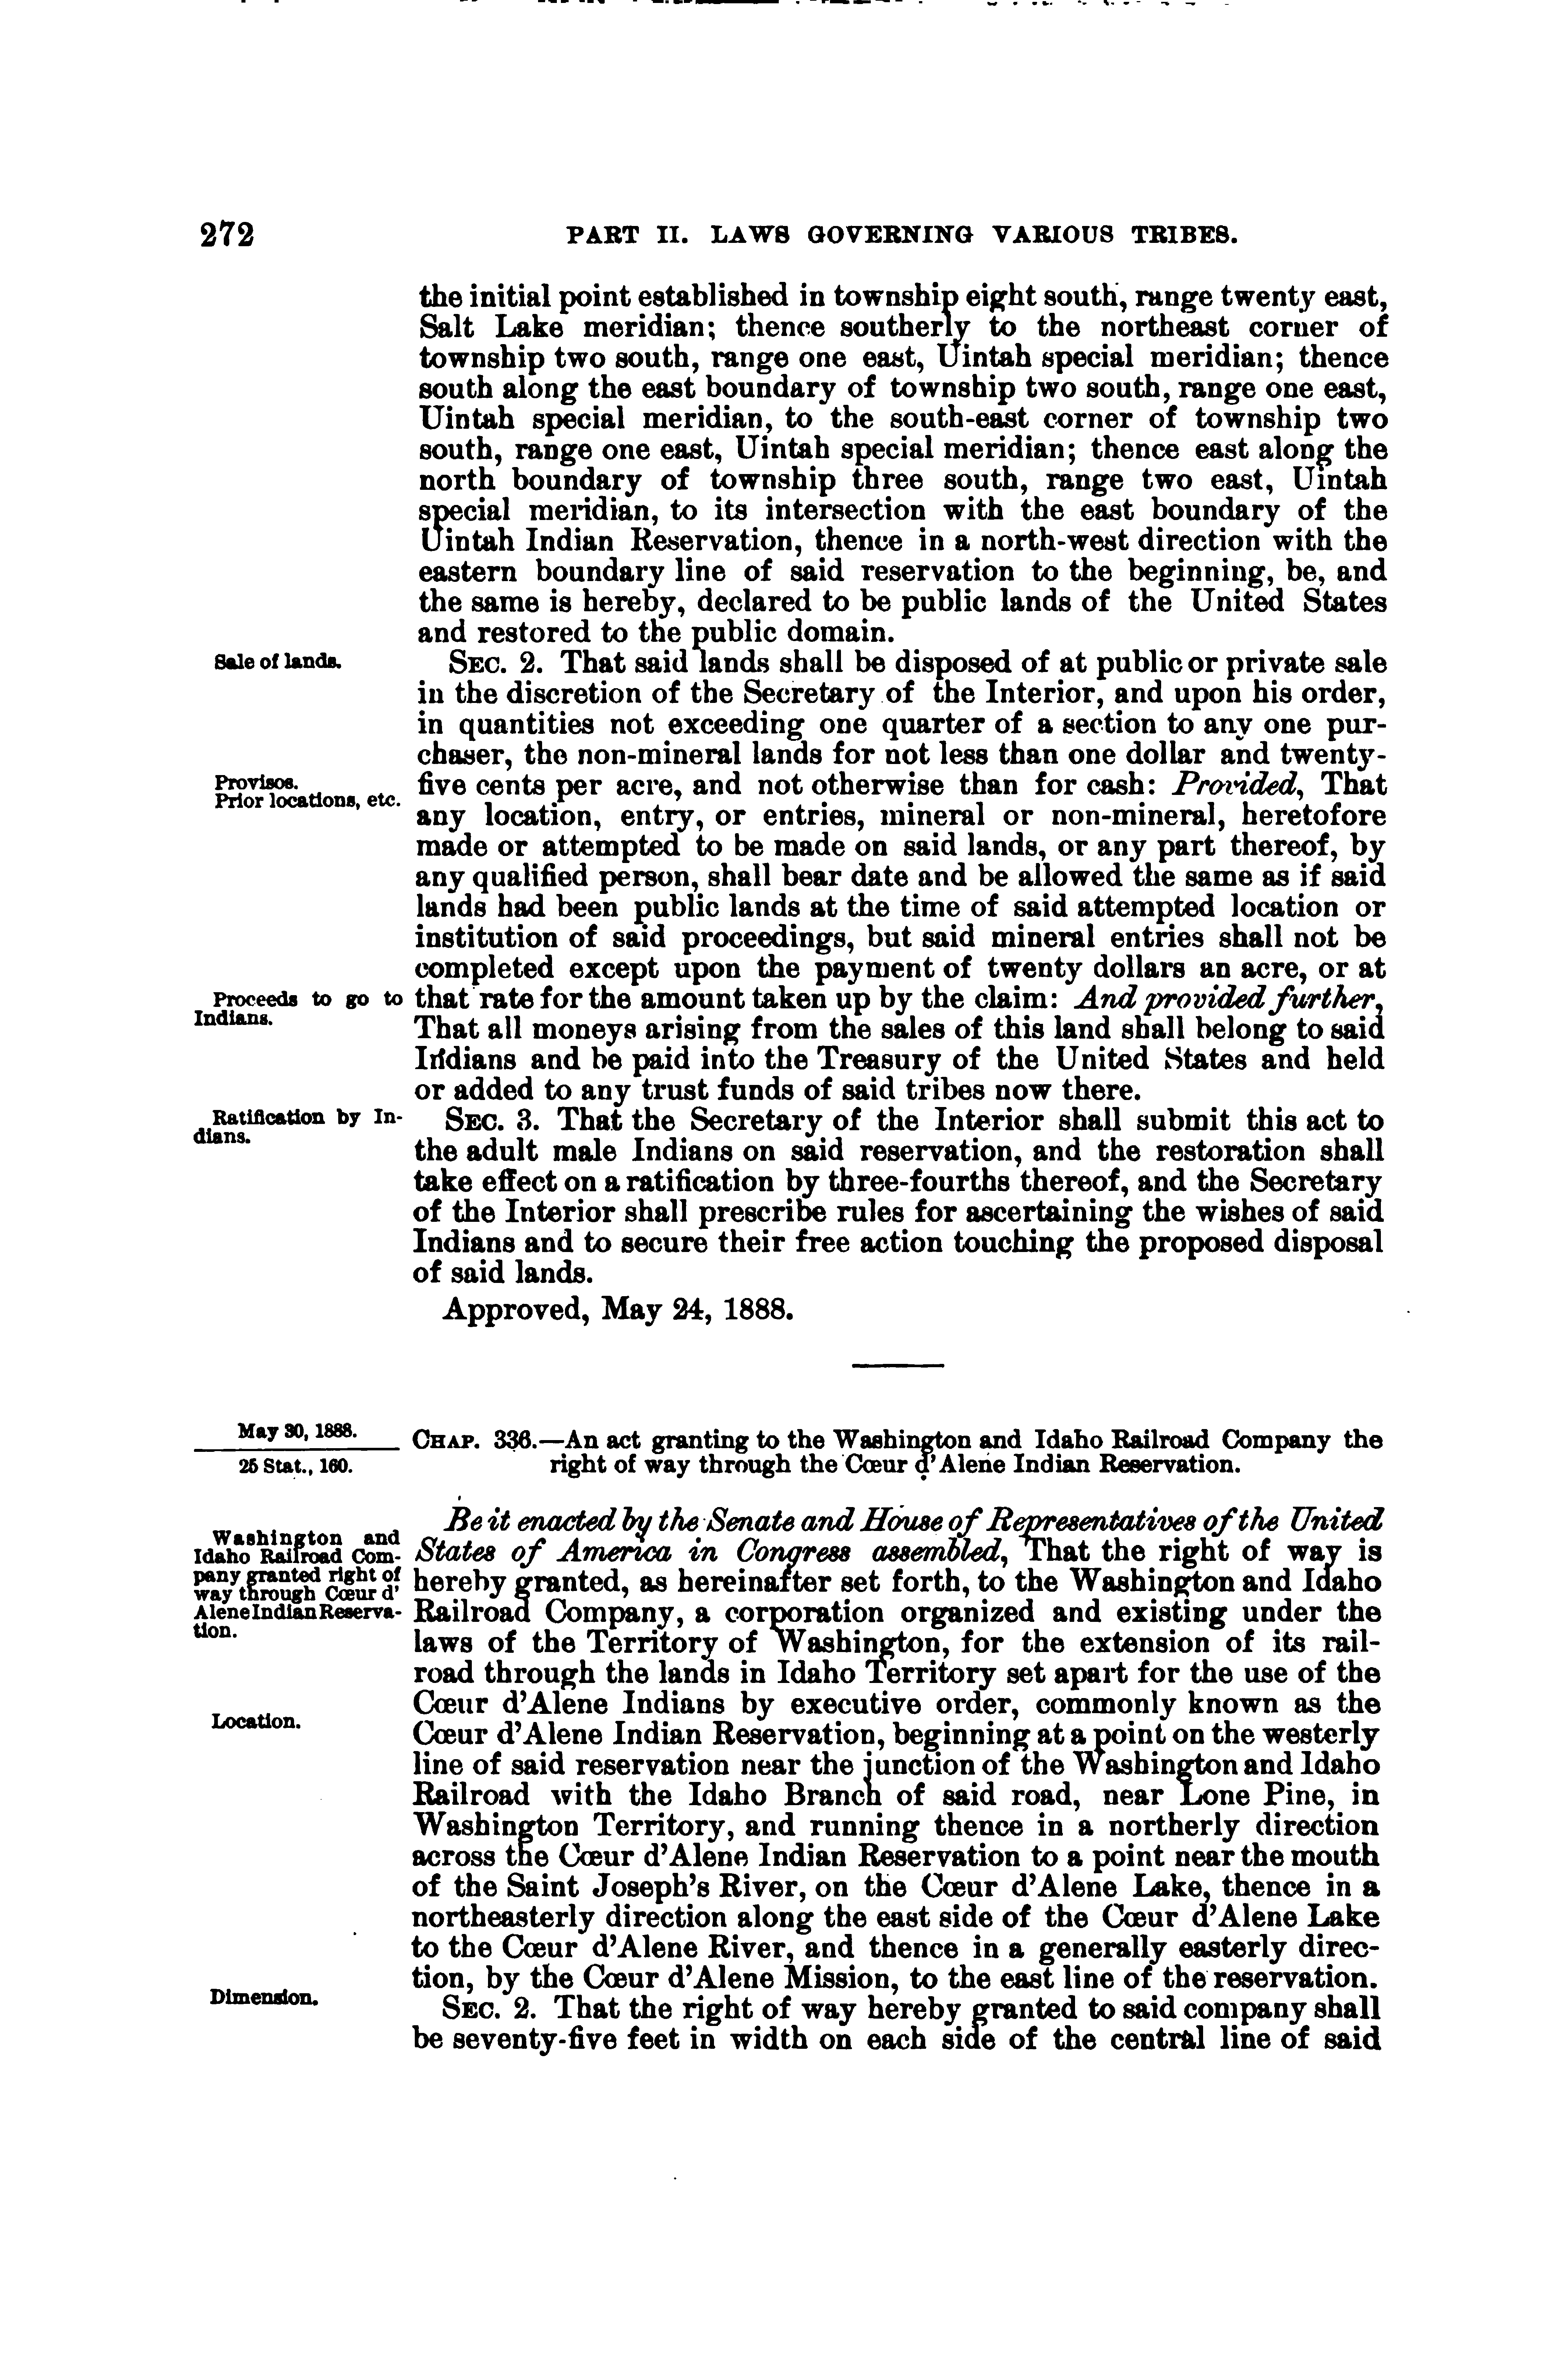 272 PART II. LAWS GOVERNING VARIOUS TRIBES.
the initial point established in township eight south, range twenty east,
Salt Lake meridian; thence southerly to the northeast corner of
township two south, range one east, Uintah special meridian; thence
south along the east boundary of township two south, range one east,
Uintah special meridian, to the south-east corner of township two
south, range one east, Uintah special meridian; thence east along the
north boundary of township three south, range two east, Uintah
special meridian, to its intersection with the east boundary of the
Uintah Indian Reservation, thence in a north-west direction with the
eastern boundary line of said reservation to the beginning, be, and
the same is hereby, declared to be public lands of the United States
and restored to the public domain.
Sale of lands.
SEC. 2. That said lands shall be disposed of at public or private sale
in the discretion of the Secretary of the Interior, and upon his order,
in quantities not exceeding one quarter of a section to any one pur-
chaser, the non-mineral lands for not less than one dollar and twenty-
Provisos.
Prior locations, etc.
five cents per acre, and not otherwise than for cash: Provided, That
any location, entry, or entries, mineral or non-mineral, heretofore
made or attempted to be made on said lands, or any part thereof, by
any qualified person, shall bear date and be allowed the same as if said
lands had been public lands at the time of said attempted location or
institution of said proceedings, but said mineral entries shall not be
completed except upon the payment of twenty dollars an acre, or at
Proceeds to go to
Indians.
that rate for the amount taken up by the claim: And provided further,
That all moneys arising from the sales of this land shall belong to said
Indians and be paid into the Treasury of the United States and held
or added to any trust funds of said tribes now there.
Ratification by In-
dians.
SEC. 3. That the Secretary of the Interior shall submit this act to
the adult male Indians on said reservation, and the restoration shall
take effect on a ratification by three-fourths thereof, and the Secretary
of the Interior shall prescribe rules for ascertaining the wishes of said
Indians and to secure their free action touching the proposed disposal
of said lands.
Approved, May 24, 1888.
May 30, 1888.
25 Stat., 160.
CHAP. 336.—An act granting to the Washington and Idaho Railroad Company the
right of way through the Cœur d'Alene Indian Reservation.
Washington and
Idaho Railroad Com-
pany granted right of
way through Cœur d'
Alene Indian Reserva-
tion.
Be it enacted by the Senate and House of Representatives of the United
States of America in Congress assembled, That the right of way is
hereby granted, as hereinafter set forth, to the Washington and Idaho
Railroad Company, a corporation organized and existing under the
laws of the Territory of Washington, for the extension of its rail-
road through the lands in Idaho Territory set apart for the use of the
Cœur d'Alene Indians by executive order, commonly known as the
Location.
Cœur d'Alene Indian Reservation, beginning at a point on the westerly
line of said reservation near the junction of the Washington and Idaho
Railroad with the Idaho Branch of said road, near Lone Pine, in
Washington Territory, and running thence in a northerly direction
across the Cœur d'Alene Indian Reservation to a point near the mouth
of the Saint Joseph's River, on the Cœur d'Alene Lake, thence in a
northeasterly direction along the east side of the Cœur d'Alene Lake
to the Cœur d'Alene River, and thence in a generally easterly direc-
tion, by the Cœur d'Alene Mission, to the east line of the reservation.
Dimension.
SEC. 2. That the right of way hereby granted to said company shall
be seventy-five feet in width on each side of the central line of said